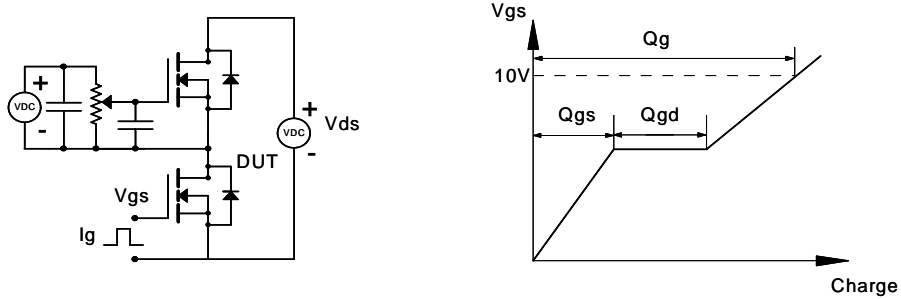 +
VDC
-
+
VDC
-
Vds
DUT
Vgs
Ig
Vgs
Qg
10V
Qgs
Qgd
Charge